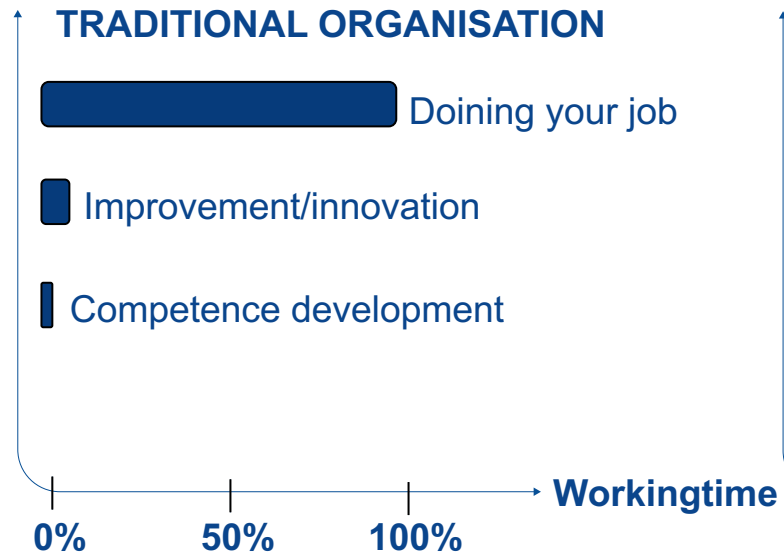 TRADITIONAL ORGANISATION
Doining your job
Improvement/innovation
Competence development
Workingtime
0% 50% 100%